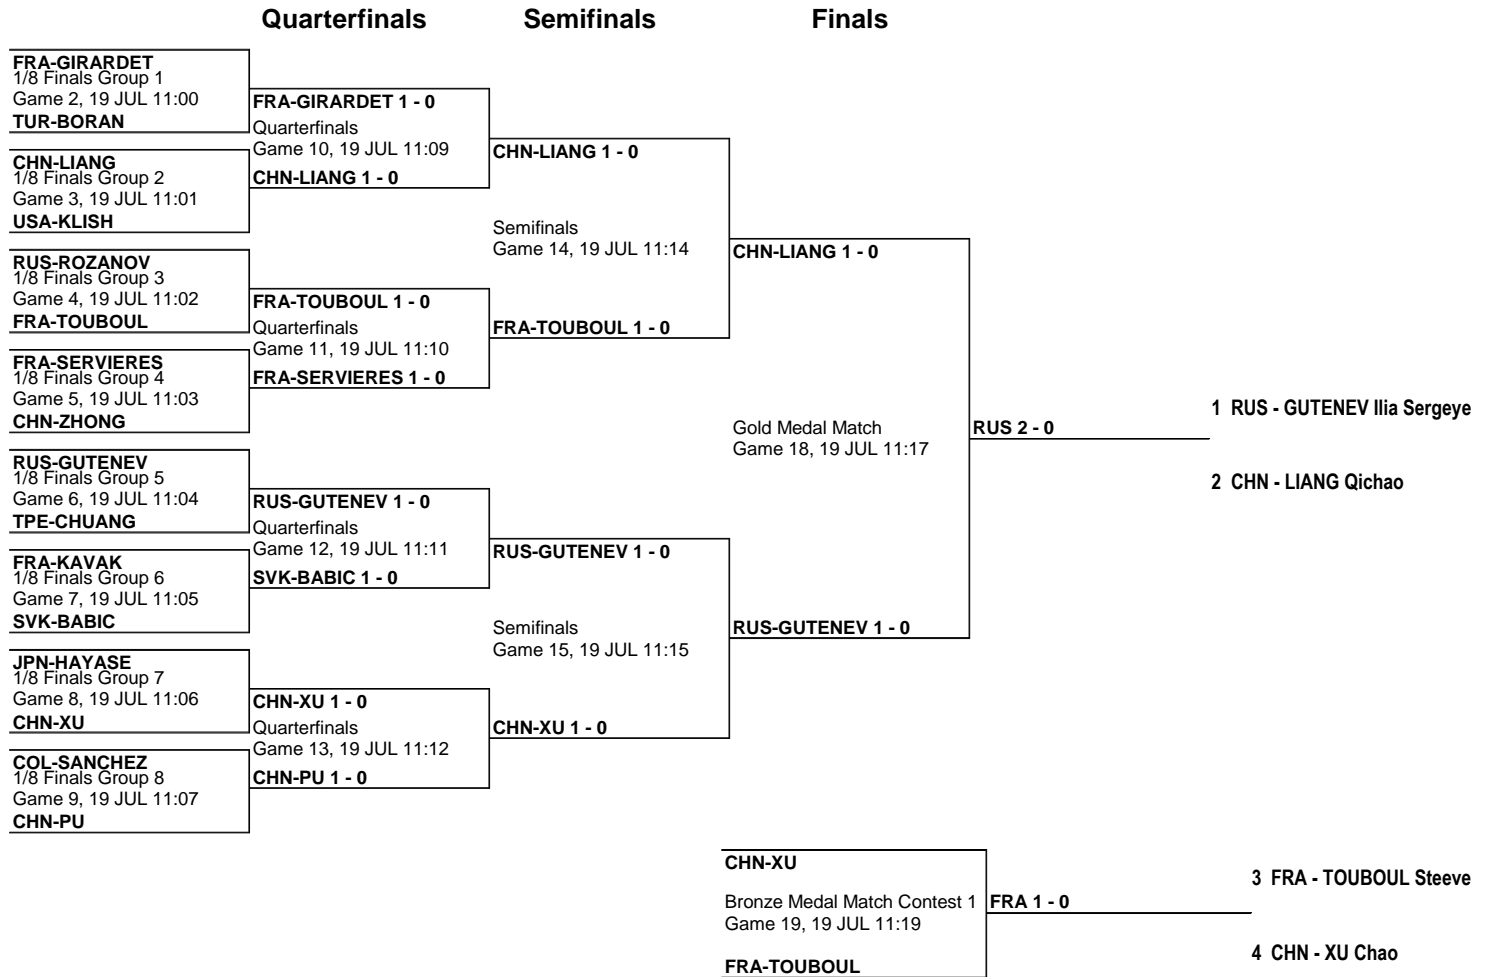 Quarterfinals
Semifinals
Finals
FRA-GIRARDET
1/8 Finals Group 1
Game 2, 19 JUL 11:00
TUR-BORAN
CHN-LIANG
1/8 Finals Group 2
Game 3, 19 JUL 11:01
USA-KLISH
RUS-ROZANOV
1/8 Finals Group 3
Game 4, 19 JUL 11:02
FRA-TOUBOUL
FRA-SERVIERES
1/8 Finals Group 4
Game 5, 19 JUL 11:03
CHN-ZHONG
RUS-GUTENEV
1/8 Finals Group 5
Game 6, 19 JUL 11:04
TPE-CHUANG
FRA-KAVAK
1/8 Finals Group 6
Game 7, 19 JUL 11:05
SVK-BABIC
JPN-HAYASE
1/8 Finals Group 7
Game 8, 19 JUL 11:06
CHN-XU
COL-SANCHEZ
1/8 Finals Group 8
Game 9, 19 JUL 11:07
CHN-PU
FRA-GIRARDET 1 - 0
Quarterfinals
Game 10, 19 JUL 11:09
CHN-LIANG 1 - 0
FRA-TOUBOUL 1 - 0
Quarterfinals
Game 11, 19 JUL 11:10
FRA-SERVIERES 1 - 0
RUS-GUTENEV 1 - 0
Quarterfinals
Game 12, 19 JUL 11:11
SVK-BABIC 1 - 0
CHN-XU 1 - 0
Quarterfinals
Game 13, 19 JUL 11:12
CHN-PU 1 - 0
CHN-LIANG 1 - 0
Semifinals
Game 14, 19 JUL 11:14
FRA-TOUBOUL 1 - 0
RUS-GUTENEV 1 - 0
Semifinals
Game 15, 19 JUL 11:15
CHN-XU 1 - 0
CHN-LIANG 1 - 0
Gold Medal Match
Game 18, 19 JUL 11:17
RUS-GUTENEV 1 - 0
RUS 2 - 0
1 RUS - GUTENEV Ilia Sergeye
2 CHN - LIANG Qichao
CHN-XU
Bronze Medal Match Contest 1
Game 19, 19 JUL 11:19
FRA-TOUBOUL
FRA 1 - 0
3 FRA - TOUBOUL Steeve
4 CHN - XU Chao